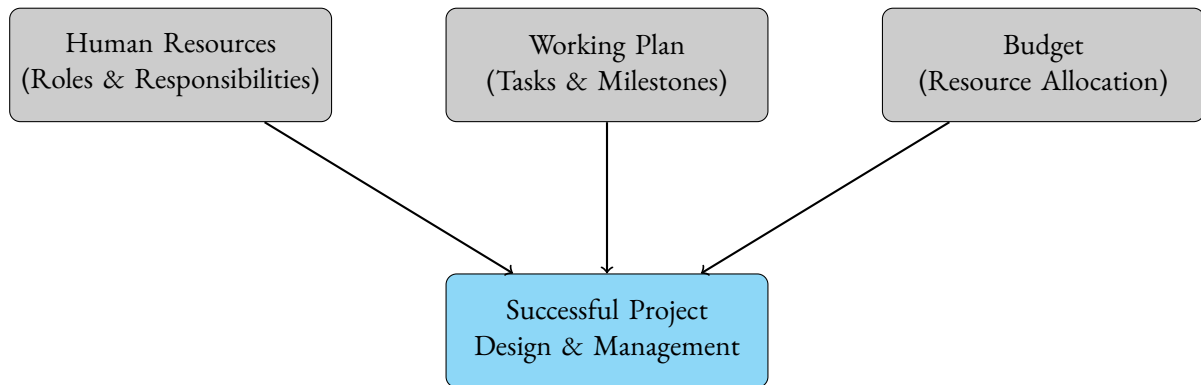 Human Resources
(Roles & Responsibilities)
Working Plan
(Tasks & Milestones)
Budget
(Resource Allocation)
Successful Project
Design & Management